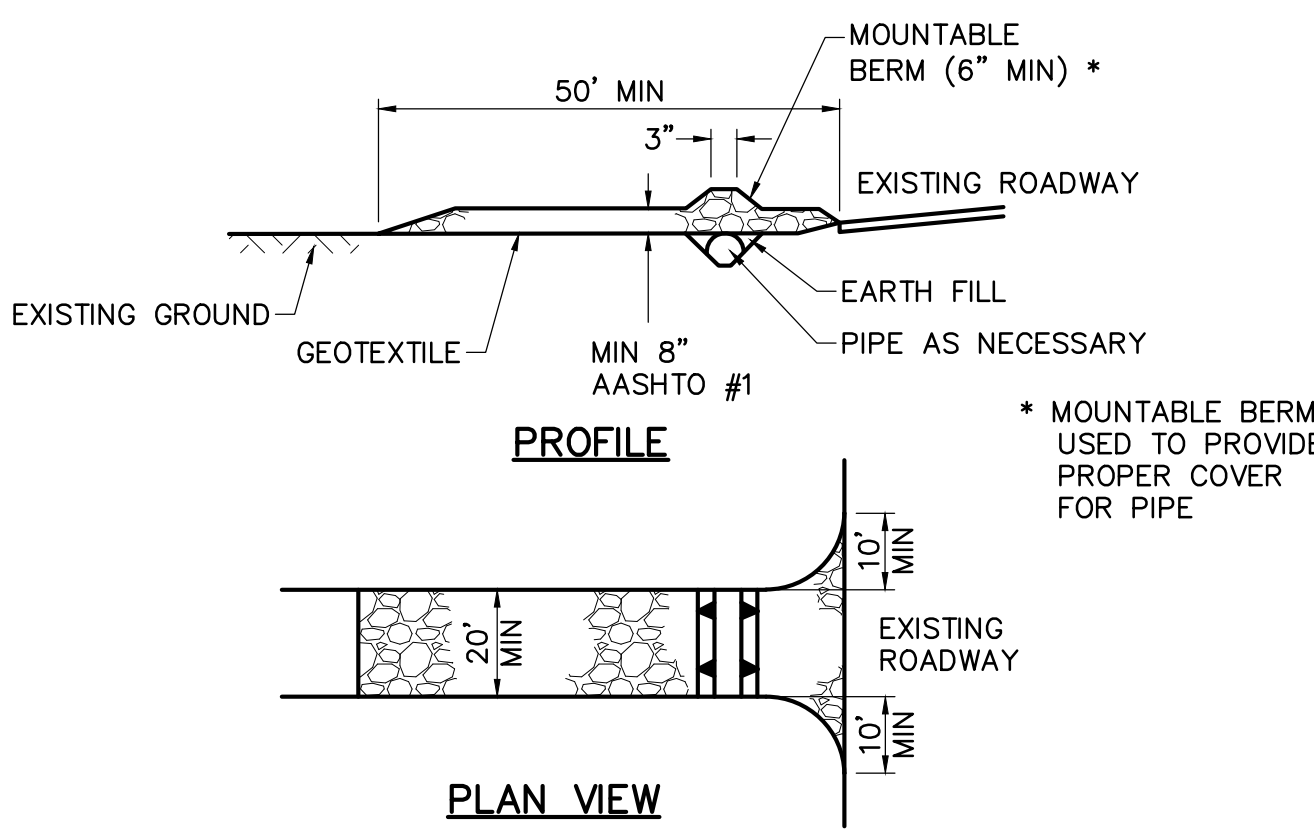 MOUNTABLE
BERM (6" MIN) *
50' MIN
3"
EXISTING ROADWAY
EXISTING GROUND
GEOTEXTILE
MIN 8"
AASHTO #1
EARTH FILL
PIPE AS NECESSARY
PROFILE
* MOUNTABLE BERM
USED TO PROVIDE
PROPER COVER
FOR PIPE
10'
MIN
20'
MIN
EXISTING
ROADWAY
10'
MIN
PLAN VIEW